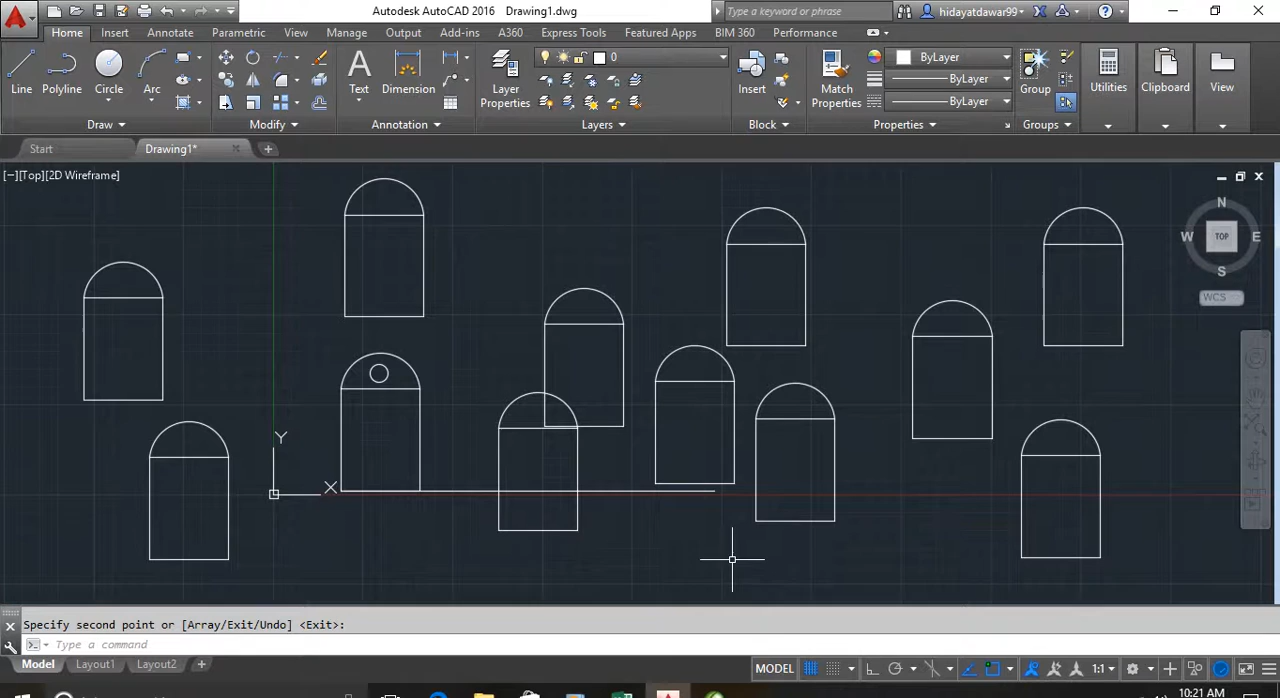 Autodesk AutoCAD 2016 Drawing1.dwg
Type a keyword or phrase
hidayatdawar99
Home Insert Annotate Parametric View Manage Output Add-ins A360 Express Tools Featured Apps BIM 360 Performance
0
ByLayer
ByLayer
ByLayer
Line Polyline Circle Arc
Text Dimension
Layer Properties
Insert
Match Properties
Group
Utilities Clipboard View
Draw Modify Annotation Layers Block Properties Groups
Start Drawing1*
[−][Top][2D Wireframe]
N
W TOP E
S
WCS
Y
X
Specify second point or [Array/Exit/Undo] <Exit>:
Type a command
Model Layout1 Layout2
MODEL 1:1
10:21 AM